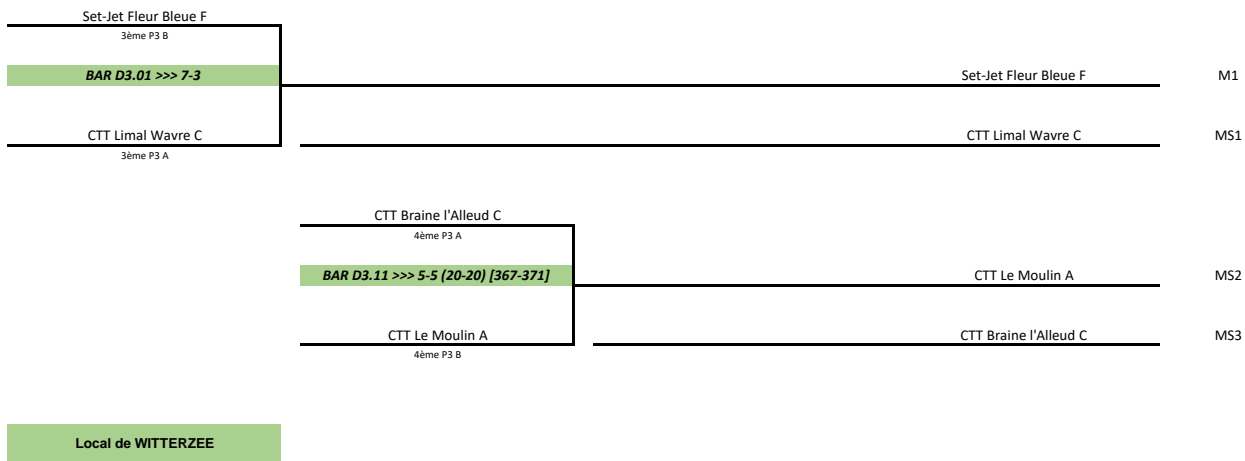 Set-Jet Fleur Bleue F
3ème P3 B
BAR D3.01 >>> 7-3
Set-Jet Fleur Bleue F M1
CTT Limal Wavre C CTT Limal Wavre C MS1
3ème P3 A
CTT Braine l'Alleud C
4ème P3 A
BAR D3.11 >>> 5-5 (20-20) [367-371] CTT Le Moulin A MS2
CTT Le Moulin A CTT Braine l'Alleud C MS3
4ème P3 B
Local de WITTERZEE